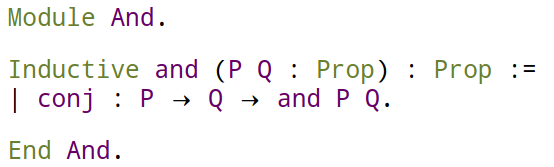 Module And.
Inductive and (P Q : Prop) : Prop :=
| conj : P → Q → and P Q.
End And.